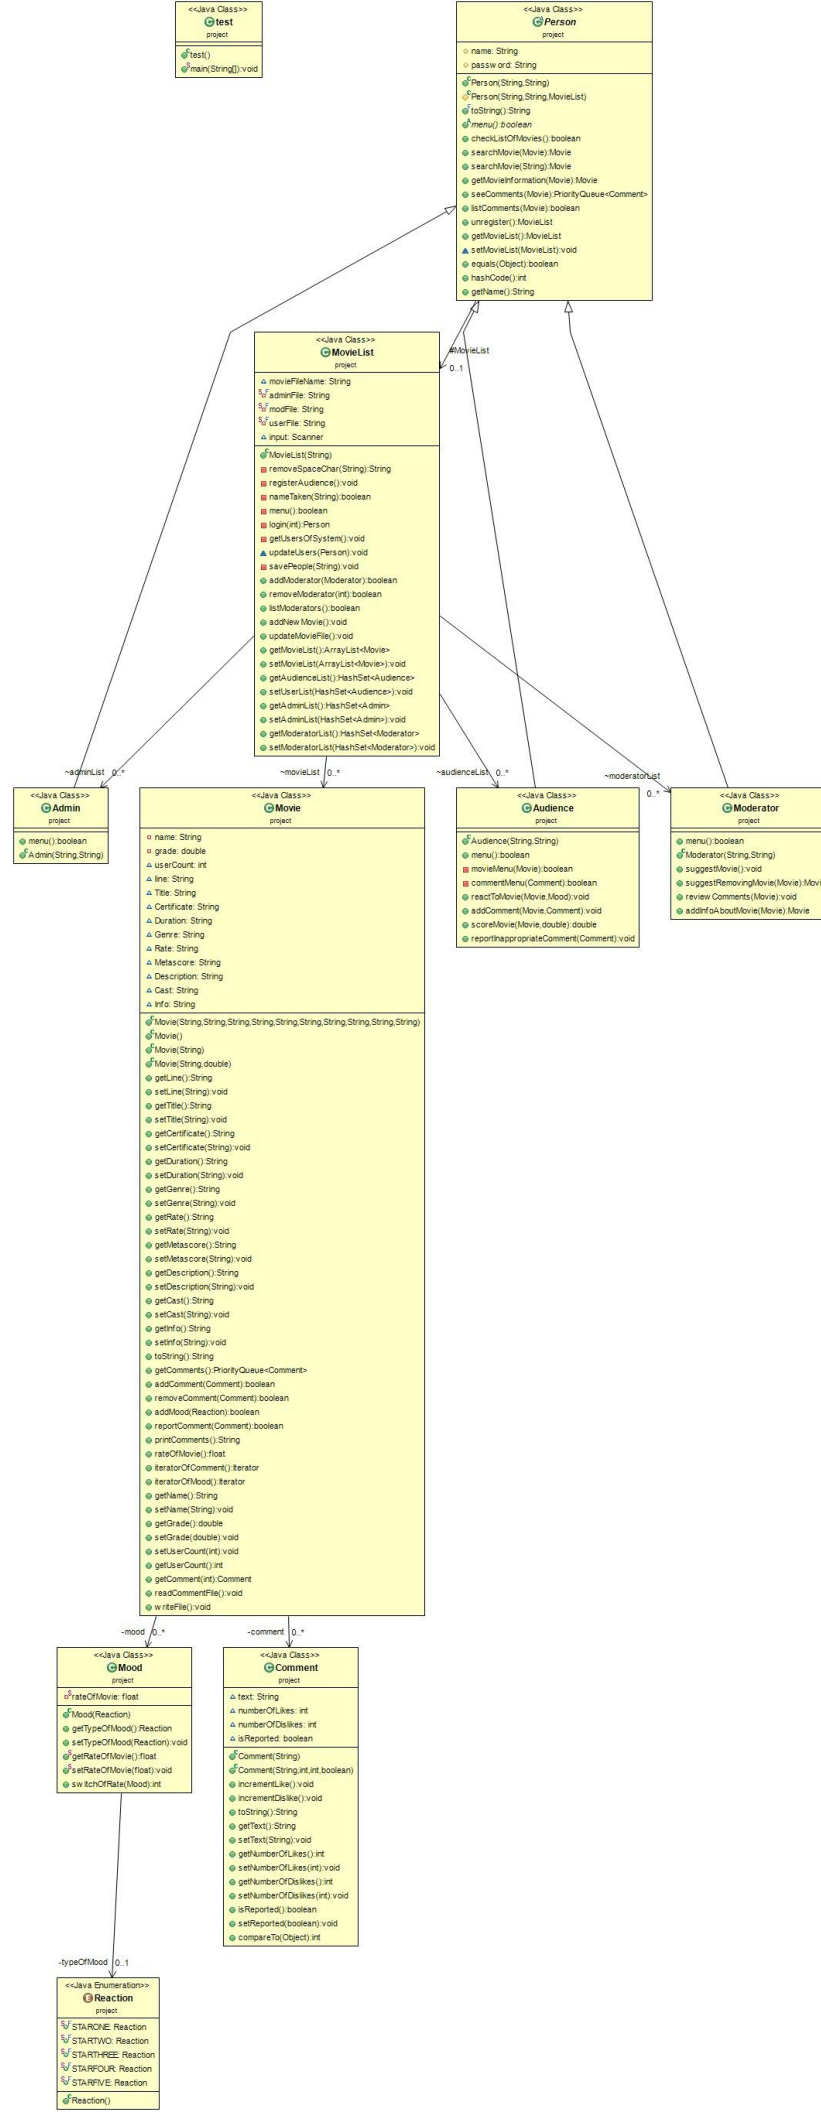 <<Java Class>>
test
project
test()
main(String[]):void
<<Java Class>>
Person
project
name: String
password: String
Person(String,String)
Person(String,String,MovieList)
toString():String
menu():boolean
checkListOfMovies():boolean
searchMovie(Movie):Movie
searchMovie(String):Movie
getMovieInformation(Movie):Movie
seeComments(Movie):PriorityQueue<Comment>
listComments(Movie):boolean
unregister():MovieList
getMovieList():MovieList
setMovieList(MovieList):void
equals(Object):boolean
hashCode():int
getName():String
#MovieList
0..1
<<Java Class>>
MovieList
project
movieFileName: String
adminFile: String
modFile: String
userFile: String
input: Scanner
MovieList(String)
removeSpaceChar(String):String
registerAudience():void
nameTaken(String):boolean
menu():boolean
login(int):Person
getUsersOfSystem():void
updateUsers(Person):void
savePeople(String):void
addModerator(Moderator):boolean
removeModerator(int):boolean
listModerators():boolean
addNewMovie():void
updateMovieFile():void
getMovieList():ArrayList<Movie>
setMovieList(ArrayList<Movie>):void
getAudienceList():HashSet<Audience>
setUserList(HashSet<Audience>):void
getAdminList():HashSet<Admin>
setAdminList(HashSet<Admin>):void
getModeratorList():HashSet<Moderator>
setModeratorList(HashSet<Moderator>):void
~adminList 0..*
~movieList 0..*
~audienceList 0..*
~moderatorList
0..*
<<Java Class>>
Admin
project
menu():boolean
Admin(String,String)
<<Java Class>>
Movie
project
name: String
grade: double
userCount: int
line: String
Title: String
Certificate: String
Duration: String
Genre: String
Rate: String
Metascore: String
Description: String
Cast: String
Info: String
Movie(String,String,String,String,String,String,String,String,String,String)
Movie()
Movie(String)
Movie(String,double)
getLine():String
setLine(String):void
getTitle():String
setTitle(String):void
getCertificate():String
setCertificate(String):void
getDuration():String
setDuration(String):void
getGenre():String
setGenre(String):void
getRate():String
setRate(String):void
getMetascore():String
setMetascore(String):void
getDescription():String
setDescription(String):void
getCast():String
setCast(String):void
getInfo():String
setInfo(String):void
toString():String
getComments():PriorityQueue<Comment>
addComment(Comment):boolean
removeComment(Comment):boolean
addMood(Reaction):boolean
reportComment(Comment):boolean
printComments():String
rateOfMovie():float
iteratorOfComment():Iterator
iteratorOfMood():Iterator
getName():String
setName(String):void
getGrade():double
setGrade(double):void
setUserCount(int):void
getUserCount():int
getComment(int):Comment
readCommentFile():void
writeFile():void
<<Java Class>>
Audience
project
Audience(String,String)
menu():boolean
movieMenu(Movie):boolean
commentMenu(Comment):boolean
reactToMovie(Movie,Mood):void
addComment(Movie,Comment):void
scoreMovie(Movie,double):double
reportInappropriateComment(Comment):void
<<Java Class>>
Moderator
project
menu():boolean
Moderator(String,String)
suggestMovie():void
suggestRemovingMovie(Movie):Movi
reviewComments(Movie):void
addInfoAboutMovie(Movie):Movie
-mood 0..*
-comment 0..*
<<Java Class>>
Mood
project
rateOfMovie: float
Mood(Reaction)
getTypeOfMood():Reaction
setTypeOfMood(Reaction):void
getRateOfMovie():float
setRateOfMovie(float):void
switchOfRate(Mood):int
<<Java Class>>
Comment
project
text: String
numberOfLikes: int
numberOfDislikes: int
isReported: boolean
Comment(String)
Comment(String,int,int,boolean)
incrementLike():void
incrementDislike():void
toString():String
getText():String
setText(String):void
getNumberOfLikes():int
setNumberOfLikes(int):void
getNumberOfDislikes():int
setNumberOfDislikes(int):void
isReported():boolean
setReported(boolean):void
compareTo(Object):int
-typeOfMood 0..1
<<Java Enumeration>>
Reaction
project
STARONE: Reaction
STARTWO: Reaction
STARTHREE: Reaction
STARFOUR: Reaction
STARFIVE: Reaction
Reaction()